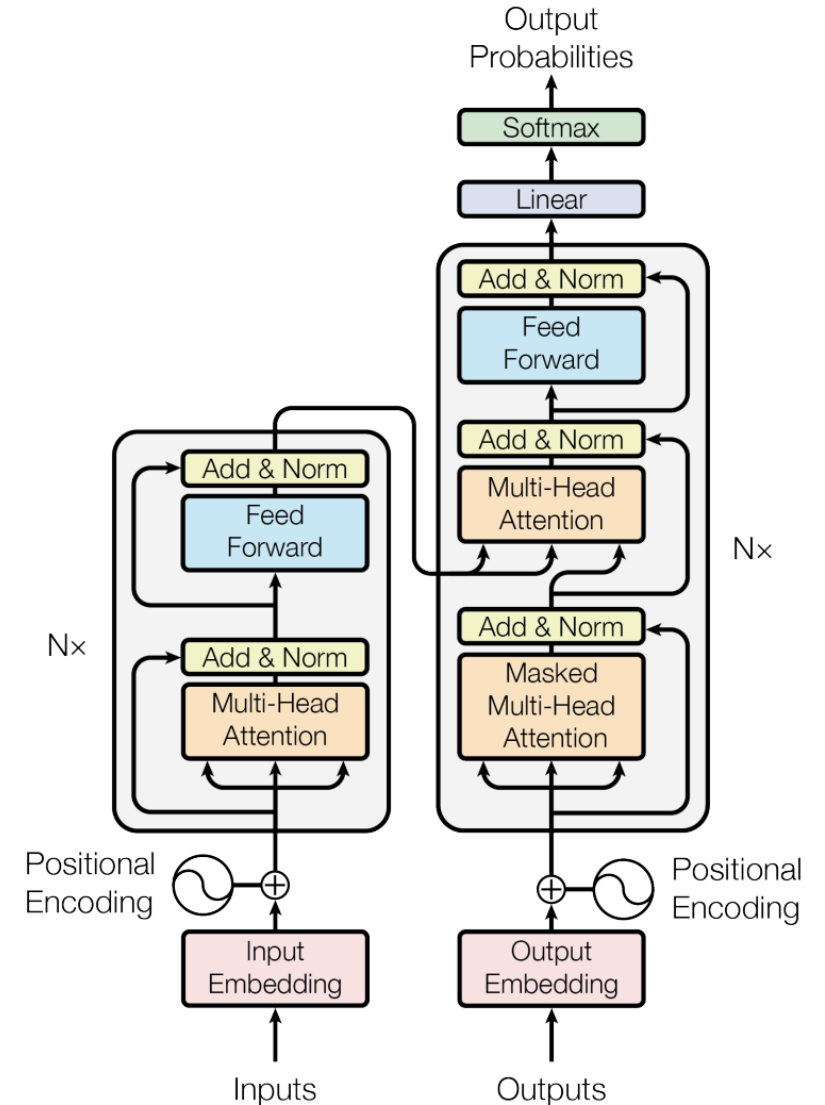 Output
Probabilities
Softmax
Linear
Add & Norm
Feed
Forward
Add & Norm
Multi-Head
Attention
Nx
Add & Norm
Masked
Multi-Head
Attention
Add & Norm
Feed
Forward
Nx
Add & Norm
Multi-Head
Attention
Positional
Encoding
Positional
Encoding
Input
Embedding
Output
Embedding
Inputs
Outputs